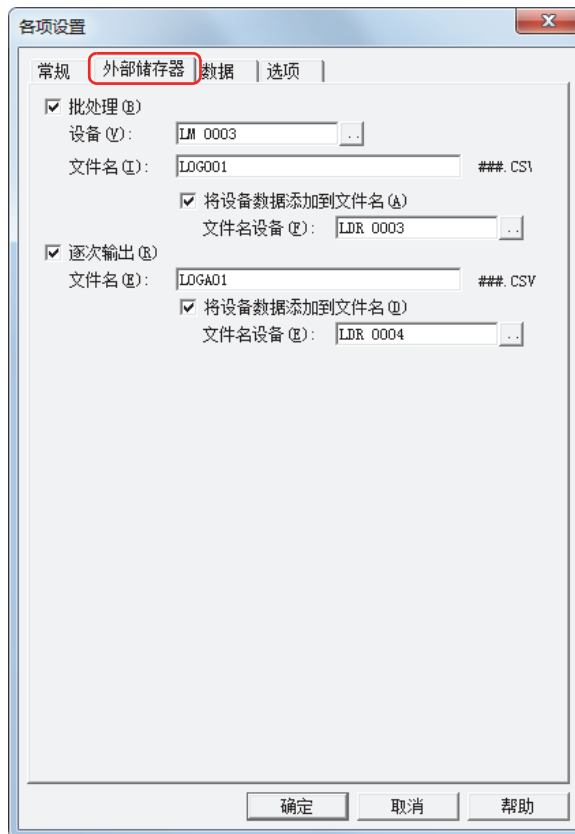 各项设置
常规 外部储存器 数据 选项
批处理(B)
设备(V): LM 0003 ..
文件名(I): LOG001 ###.CS\
将设备数据添加到文件名(A)
文件名设备(F): LDR 0003 ..
逐次输出(R)
文件名(E): LOGA01 ###.CSV
将设备数据添加到文件名(D)
文件名设备(E): LDR 0004 ..
确定 取消 帮助